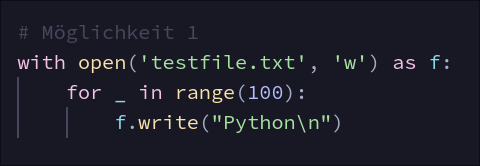 # Möglichkeit 1
with open('testfile.txt', 'w') as f:
    for _ in range(100):
        f.write("Python\n")